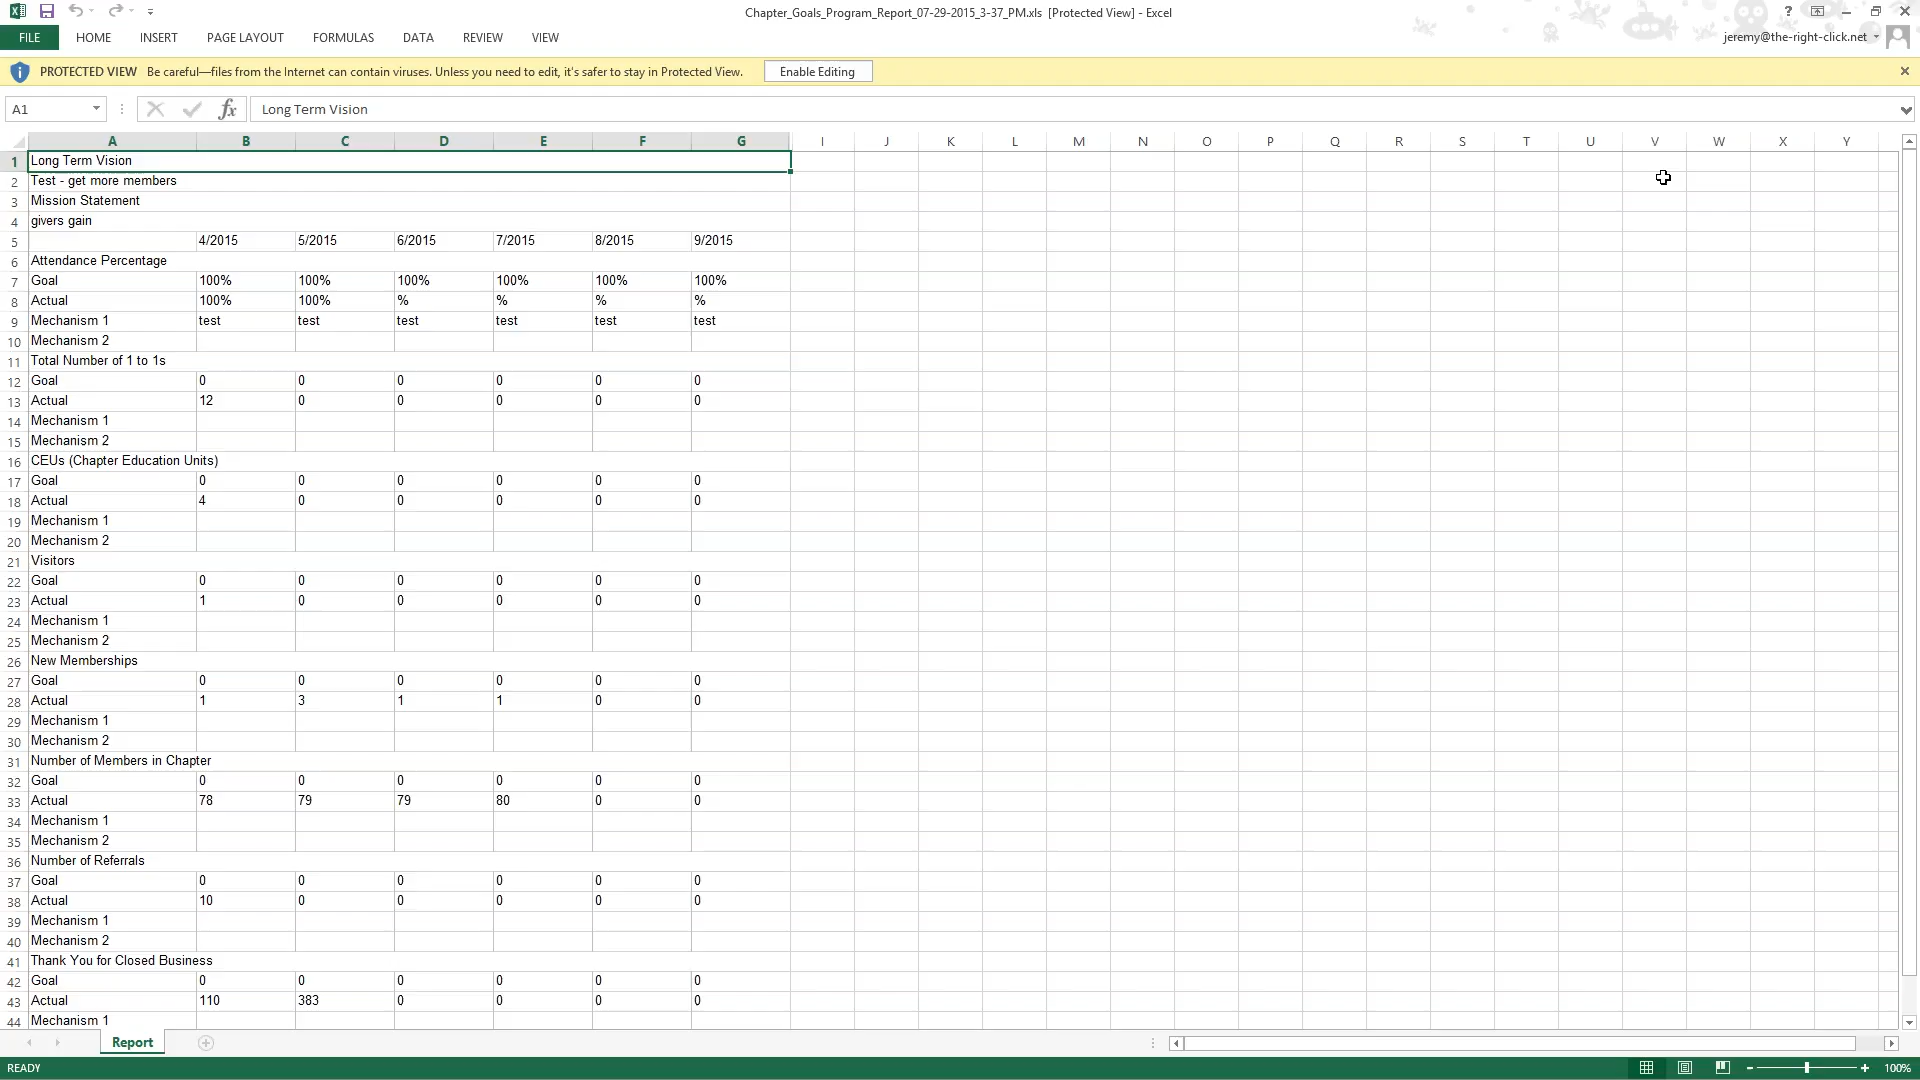 Chapter_Goals_Program_Report_07-29-2015_3-37_PM.xls [Protected View] - Excel
FILE HOME INSERT PAGE LAYOUT FORMULAS DATA REVIEW VIEW jeremy@the-right-click.net
PROTECTED VIEW Be careful—files from the Internet can contain viruses. Unless you need to edit, it's safer to stay in Protected View. Enable Editing
A1 fx Long Term Vision
A B C D E F G I J K L M N O P Q R S T U V W X Y
1 Long Term Vision
2 Test - get more members
3 Mission Statement
4 givers gain
5 4/2015 5/2015 6/2015 7/2015 8/2015 9/2015
6 Attendance Percentage
7 Goal 100% 100% 100% 100% 100% 100%
8 Actual 100% 100% % % % %
9 Mechanism 1 test test test test test test
10 Mechanism 2
11 Total Number of 1 to 1s
12 Goal 0 0 0 0 0 0
13 Actual 12 0 0 0 0 0
14 Mechanism 1
15 Mechanism 2
16 CEUs (Chapter Education Units)
17 Goal 0 0 0 0 0 0
18 Actual 4 0 0 0 0 0
19 Mechanism 1
20 Mechanism 2
21 Visitors
22 Goal 0 0 0 0 0 0
23 Actual 1 0 0 0 0 0
24 Mechanism 1
25 Mechanism 2
26 New Memberships
27 Goal 0 0 0 0 0 0
28 Actual 1 3 1 1 0 0
29 Mechanism 1
30 Mechanism 2
31 Number of Members in Chapter
32 Goal 0 0 0 0 0 0
33 Actual 78 79 79 80 0 0
34 Mechanism 1
35 Mechanism 2
36 Number of Referrals
37 Goal 0 0 0 0 0 0
38 Actual 10 0 0 0 0 0
39 Mechanism 1
40 Mechanism 2
41 Thank You for Closed Business
42 Goal 0 0 0 0 0 0
43 Actual 110 383 0 0 0 0
44 Mechanism 1
Report
READY 100%